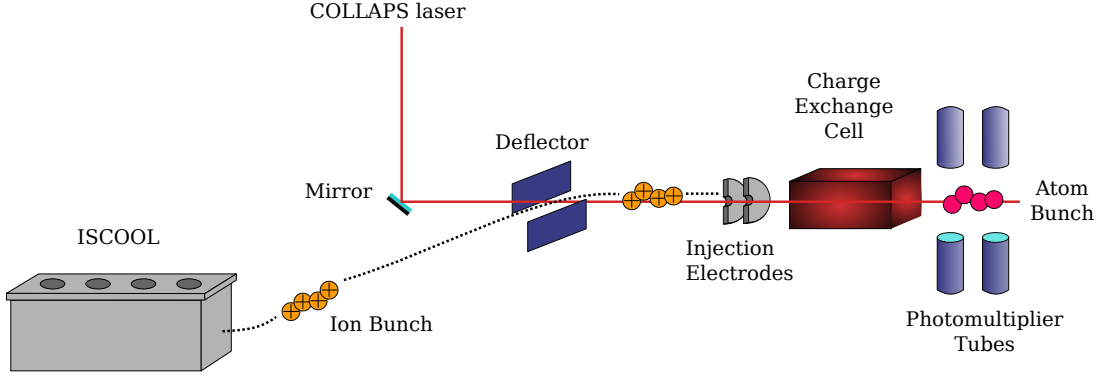 COLLAPS laser
Charge
Exchange
Cell
Deflector
Mirror
Atom
Bunch
ISCOOL
Injection
Electrodes
Ion Bunch
Photomultiplier
Tubes